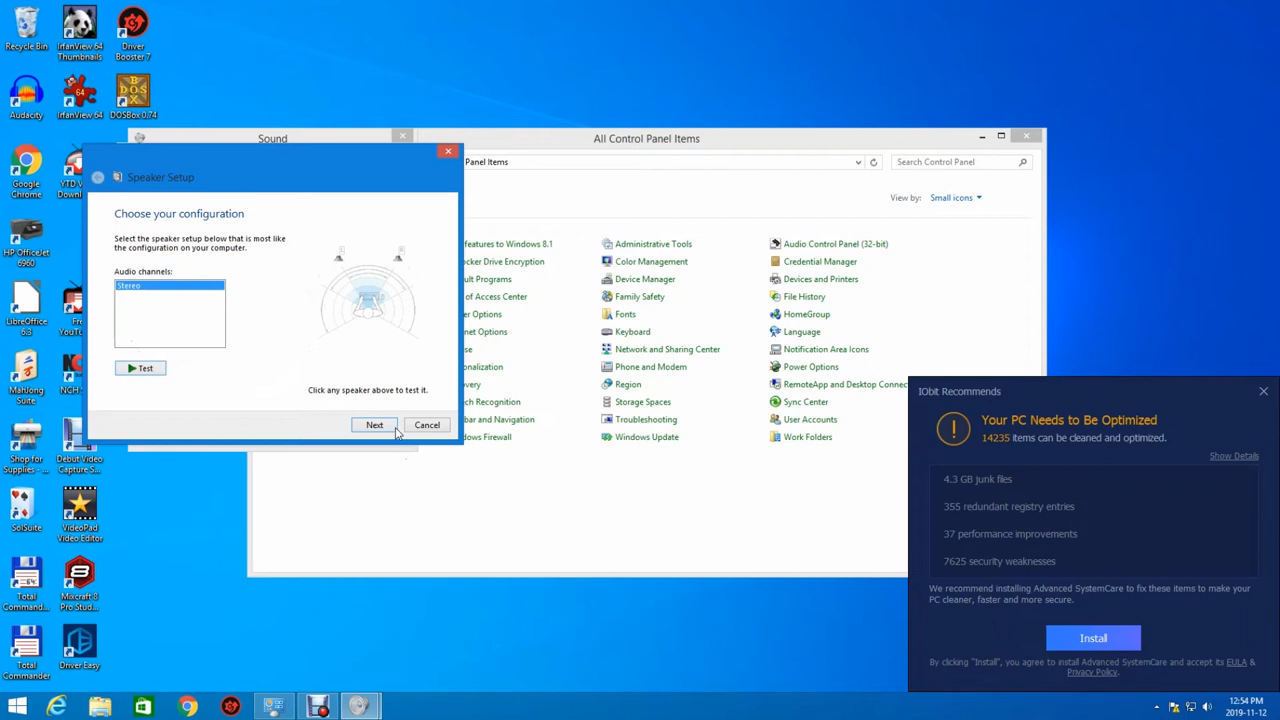 Recycle Bin
IrfanView 64
Thumbnails
Driver
Booster 7
Audacity
IrfanView 64
DOSBox 0.74
Google
Chrome
YTD V
Downl
HP OfficeJet
6960
LibreOffice
6.3
Free
YouT
MahJong
Suite
NCH
Shop for
Supplies - ...
Debut Video
Capture S...
SolSuite
VideoPad
Video Editor
Total
Command...
Mixcraft 8
Pro Stud...
Total
Commander
Driver Easy
Sound
Speaker Setup
Choose your configuration
Select the speaker setup below that is most like
the configuration on your computer.
Audio channels:
Stereo
Test
L
R
Click any speaker above to test it.
Next
Cancel
All Control Panel Items
Panel Items
Search Control Panel
View by: Small icons
features to Windows 8.1
ocker Drive Encryption
ult Programs
of Access Center
er Options
net Options
se
onalization
overy
ch Recognition
and Navigation
ows Firewall
Administrative Tools
Color Management
Device Manager
Family Safety
Fonts
Keyboard
Network and Sharing Center
Phone and Modem
Region
Storage Spaces
Troubleshooting
Windows Update
Audio Control Panel (32-bit)
Credential Manager
Devices and Printers
File History
HomeGroup
Language
Notification Area Icons
Power Options
RemoteApp and Desktop Connec
Sync Center
User Accounts
Work Folders
IObit Recommends
Your PC Needs to Be Optimized
14235 items can be cleaned and optimized.
Show Details
4.3 GB junk files
355 redundant registry entries
37 performance improvements
7625 security weaknesses
We recommend installing Advanced SystemCare to fix these items to make your
PC cleaner, faster and more secure.
Install
By clicking "Install", you agree to install Advanced SystemCare and accept its EULA &
Privacy Policy.
12:54 PM
2019-11-12